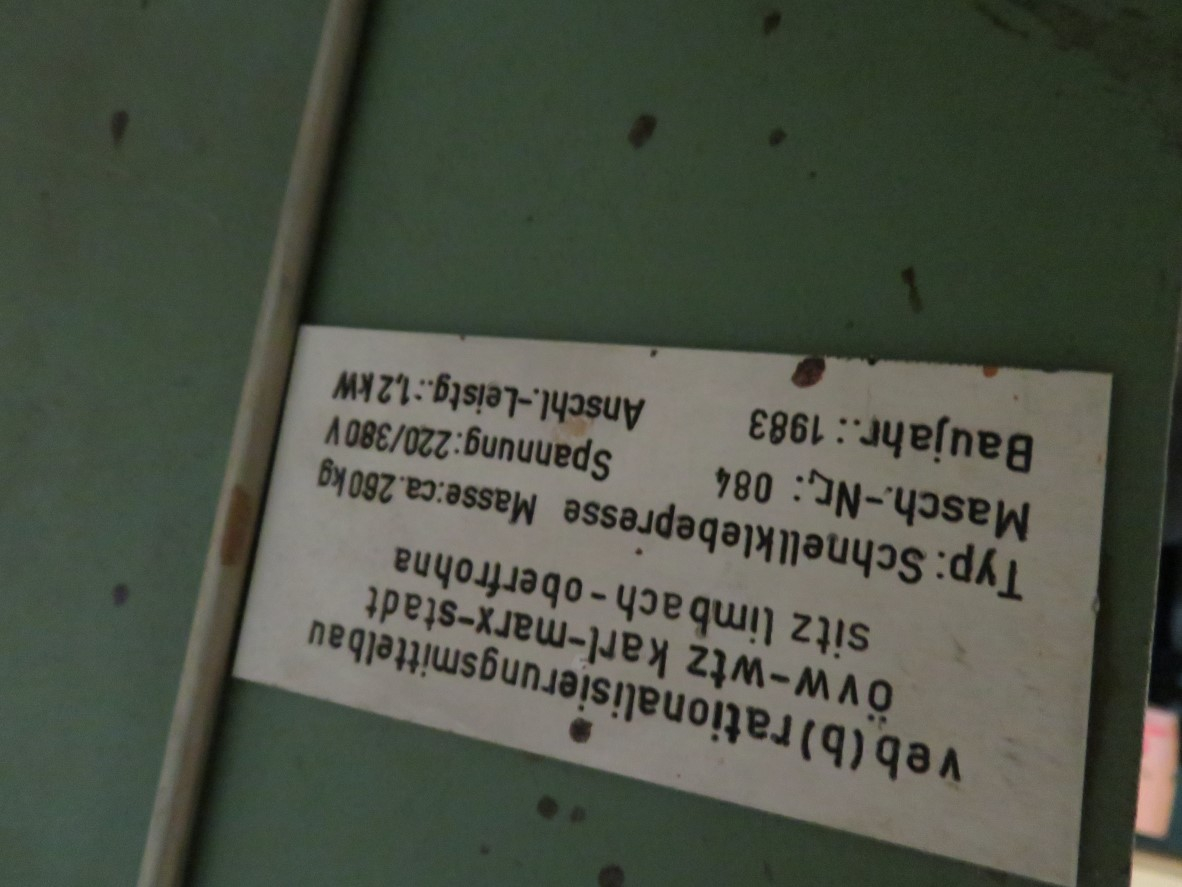 veb(b)rationalisierungsmittelbau
övw-wtz karl-marx-stadt
sitz limbach-oberfrohna
Typ: Schnellklebepresse Masse:ca.280kg
Masch.-Nr.: 084 Spannung:220/380V
Baujahr.: 1983 Anschl.-Leistg.:1,2kW